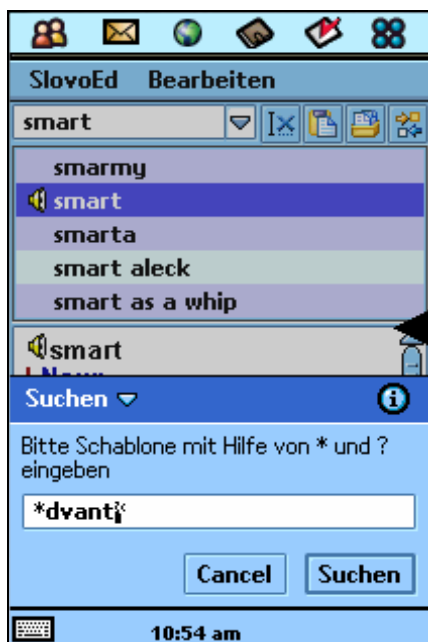 SlovoEd Bearbeiten
smart
smarmy
smart
smarta
smart aleck
smart as a whip
smart
Suchen
Bitte Schablone mit Hilfe von * und ?
eingeben
Cancel Suchen
10:54 am